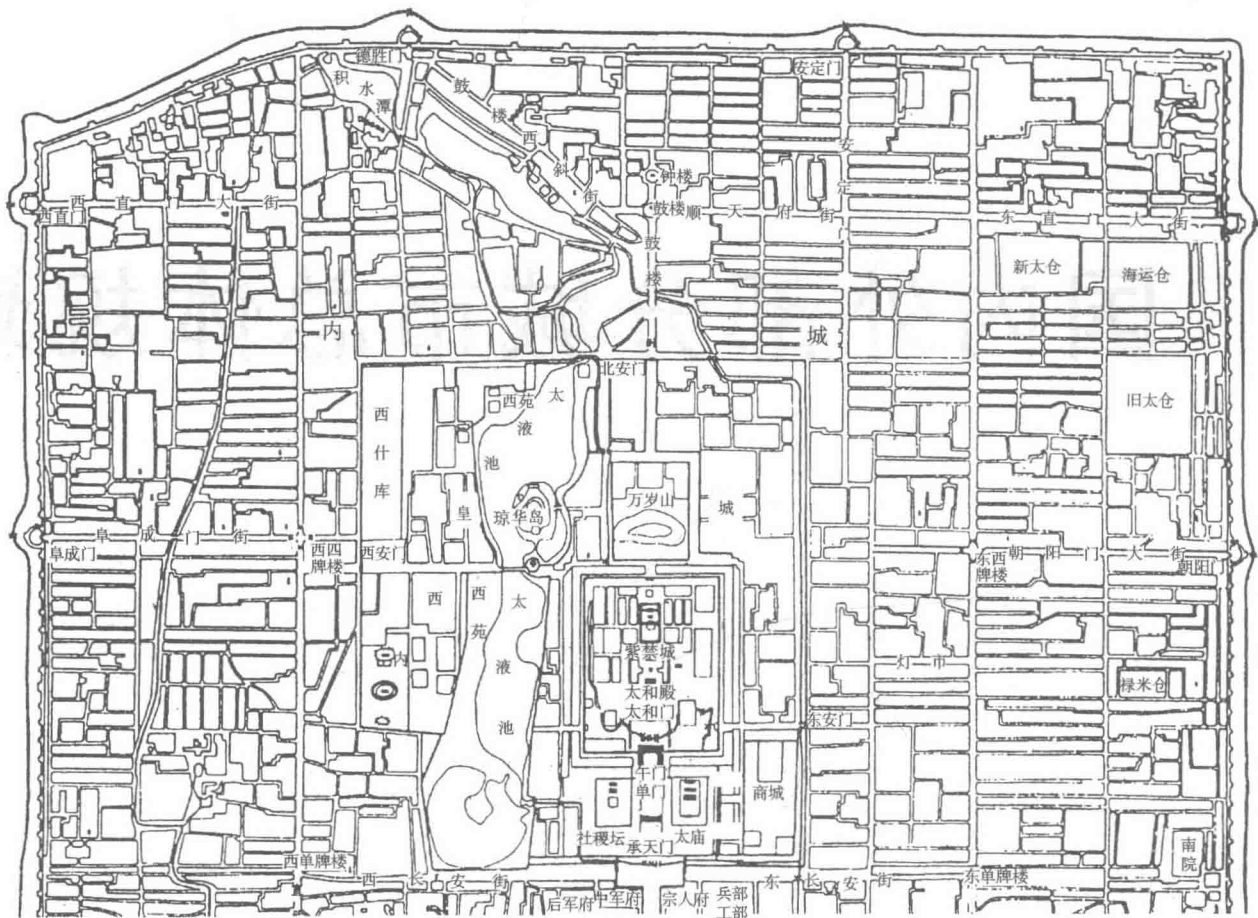 德胜门
积水潭
鼓楼西斜街
安定门
安定
钟楼
鼓楼
顺天府街
西直门
西直门大街
东直门大街
鼓楼
新太仓
海运仓
内城
北安门
旧太仓
西什库
西苑
太液池
琼华岛
万岁山
皇城
阜成门
阜成门街
西四牌楼
西安门
东西牌楼
朝阳门大街
朝阳门
西内
西苑
太液池
紫禁城
太和殿
太和门
灯市
禄米仓
东安门
午门
单门
商城
社稷坛
承天门
太庙
南院
西单牌楼
西长安街
东长安街
东单牌楼
后军府
中军府
宗人府
兵部
工部